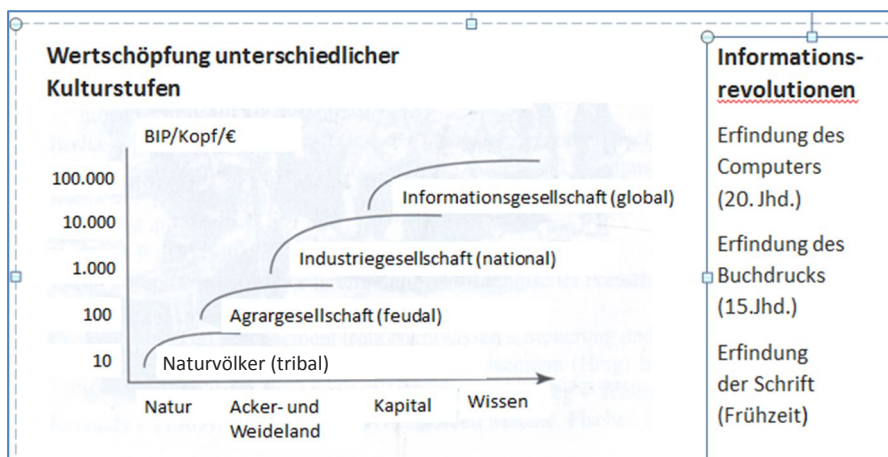 Wertschöpfung unterschiedlicher
Kulturstufen
BIP/Kopf/€
100.000
10.000
1.000
100
10
Informationsgesellschaft (global)
Industriegesellschaft (national)
Agrargesellschaft (feudal)
Naturvölker (tribal)
Natur
Acker- und
Weideland
Kapital
Wissen
Informations-
revolutionen
Erfindung des
Computers
(20. Jhd.)
Erfindung des
Buchdrucks
(15.Jhd.)
Erfindung
der Schrift
(Frühzeit)